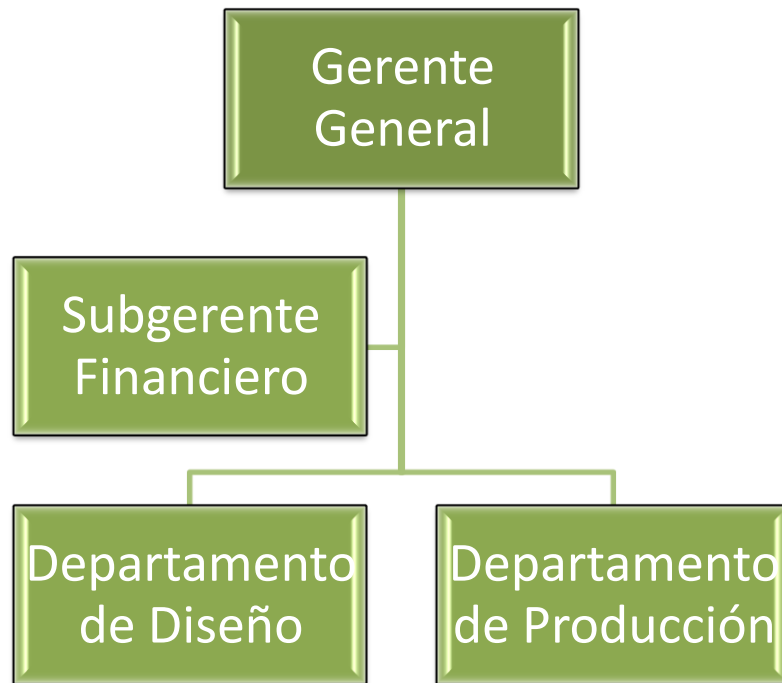 Gerente
General
Subgerente
Financiero
Departamento
de Diseño
Departamento
de Producción